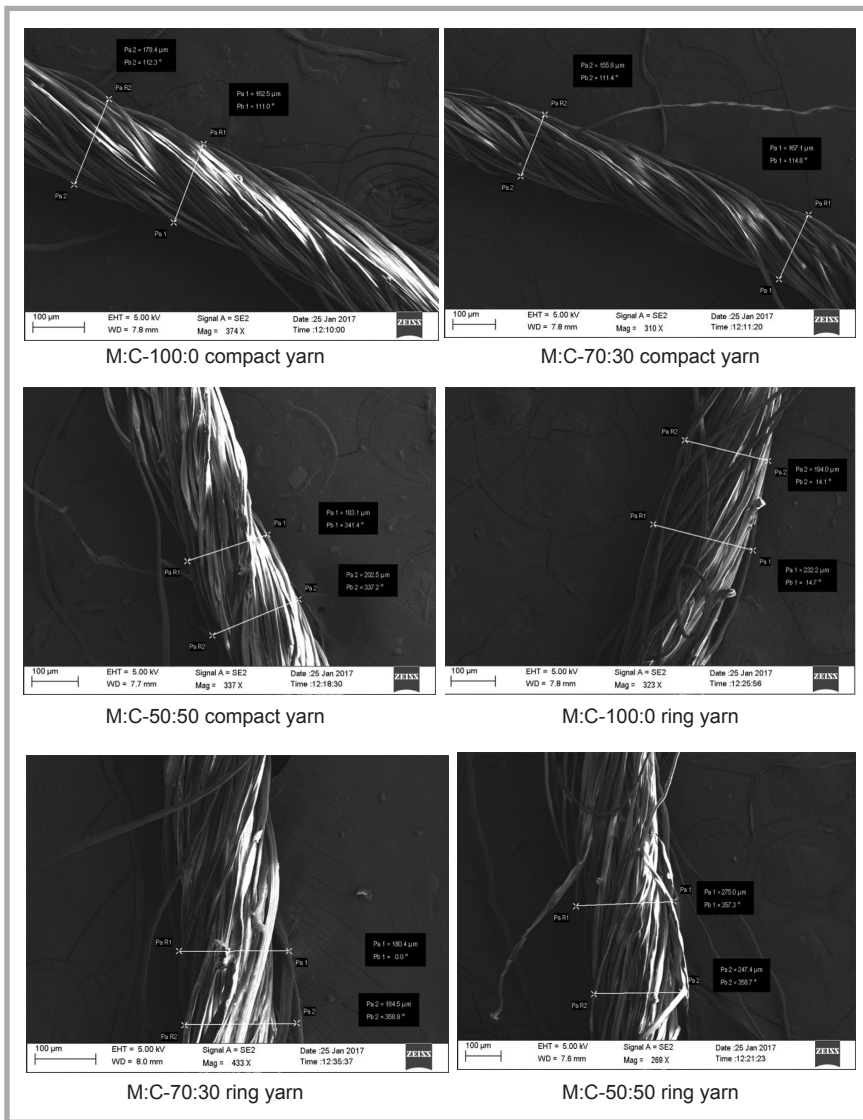 Pa 2 = 178.4 µm
Pb 2 = 112.3 °
Pa 1 = 162.5 µm
Pb 1 = 111.0 °
Pa R2
Pa R1
Pa 2
Pa 1
100 µm
EHT = 5.00 kV
WD = 7.8 mm
Signal A = SE2
Mag = 374 X
Date :25 Jan 2017
Time :12:10:00
ZEISS
M:C-100:0 compact yarn
Pa 2 = 155.8 µm
Pb 2 = 111.4 °
Pa R2
Pa 1 = 167.1 µm
Pb 1 = 114.8 °
Pa 2
Pa R1
Pa 1
100 µm
EHT = 5.00 kV
WD = 7.8 mm
Signal A = SE2
Mag = 310 X
Date :25 Jan 2017
Time :12:11:20
ZEISS
M:C-70:30 compact yarn
Pa 1 = 183.1 µm
Pb 1 = 341.4 °
Pa 1
Pa R1
Pa 2 = 202.5 µm
Pb 2 = 337.2 °
Pa 2
Pa R2
100 µm
EHT = 5.00 kV
WD = 7.7 mm
Signal A = SE2
Mag = 337 X
Date :25 Jan 2017
Time :12:18:30
ZEISS
M:C-50:50 compact yarn
Pa R2
Pa 2
Pa 2 = 194.0 µm
Pb 2 = 14.1 °
Pa R1
Pa 1
Pa 1 = 232.2 µm
Pb 1 = 14.7 °
100 µm
EHT = 5.00 kV
WD = 7.8 mm
Signal A = SE2
Mag = 323 X
Date :25 Jan 2017
Time :12:25:56
ZEISS
M:C-100:0 ring yarn
Pa R1
Pa 1
Pa 1 = 180.4 µm
Pb 1 = 0.0 °
Pa 2 = 184.5 µm
Pb 2 = 358.9 °
Pa 2
Pa R2
100 µm
EHT = 5.00 kV
WD = 8.0 mm
Signal A = SE2
Mag = 433 X
Date :25 Jan 2017
Time :12:35:37
ZEISS
M:C-70:30 ring yarn
Pa 1
Pa 1 = 275.0 µm
Pb 1 = 357.3 °
Pa R1
Pa 2 = 247.4 µm
Pb 2 = 358.7 °
Pa 2
Pa R2
100 µm
EHT = 5.00 kV
WD = 7.6 mm
Signal A = SE2
Mag = 269 X
Date :25 Jan 2017
Time :12:21:23
ZEISS
M:C-50:50 ring yarn